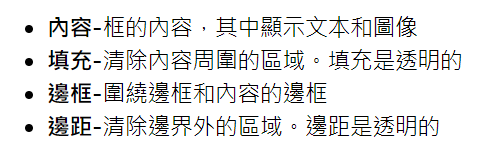 內容-框的內容，其中顯示文本和圖像
填充-清除內容周圍的區域。填充是透明的
邊框-圍繞邊框和內容的邊框
邊距-清除邊界外的區域。邊距是透明的